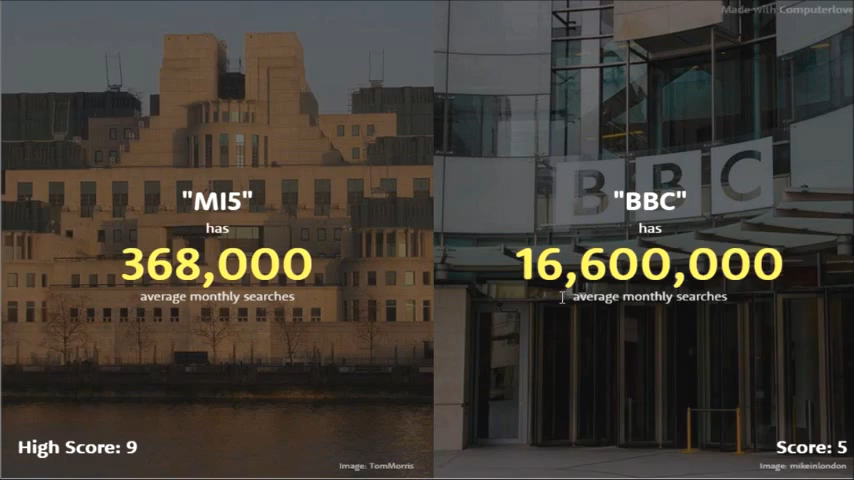 Made with Computerlove
"MI5"
has
368,000
average monthly searches
BBC
"BBC"
has
16,600,000
average monthly searches
High Score: 9
Image: TomMorris
Score: 5
Image: mikeinlondon